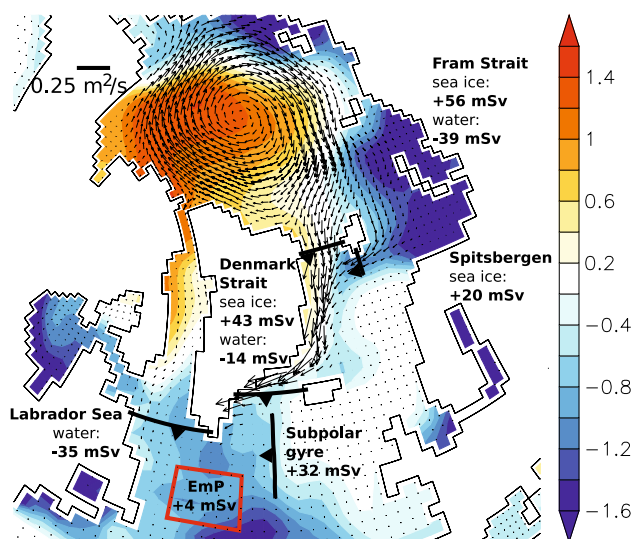 0.25 m²/s
Fram Strait
sea ice:
+56 mSv
water:
-39 mSv
Denmark
Strait
sea ice:
+43 mSv
water:
-14 mSv
Spitsbergen
sea ice:
+20 mSv
Labrador Sea
water:
-35 mSv
Subpolar
gyre
+32 mSv
EmP
+4 mSv
1.4
1
0.6
0.2
−0.4
−0.8
−1.2
−1.6